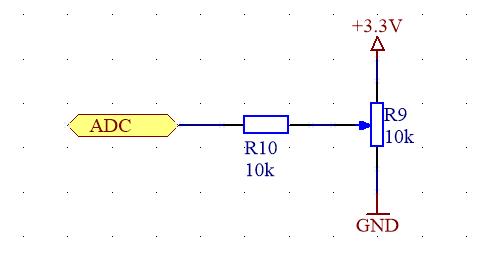 +3.3V
ADC
R9
10k
R10
10k
GND